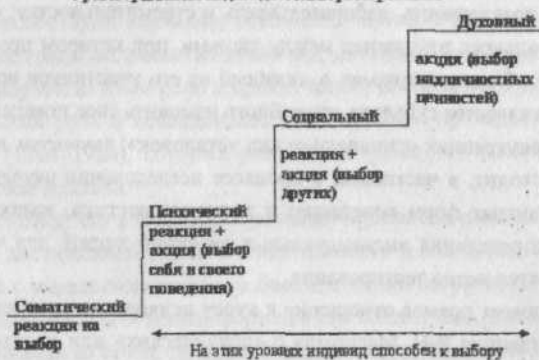 Духовный
акция (выбор
надличностных
ценностей)
Социальный
реакция +
акция (выбор
других)
Психический
реакция +
акция (выбор
себя и своего
поведения)
Соматический
реакция на
выбор
На этих уровнях индивид способен к выбору